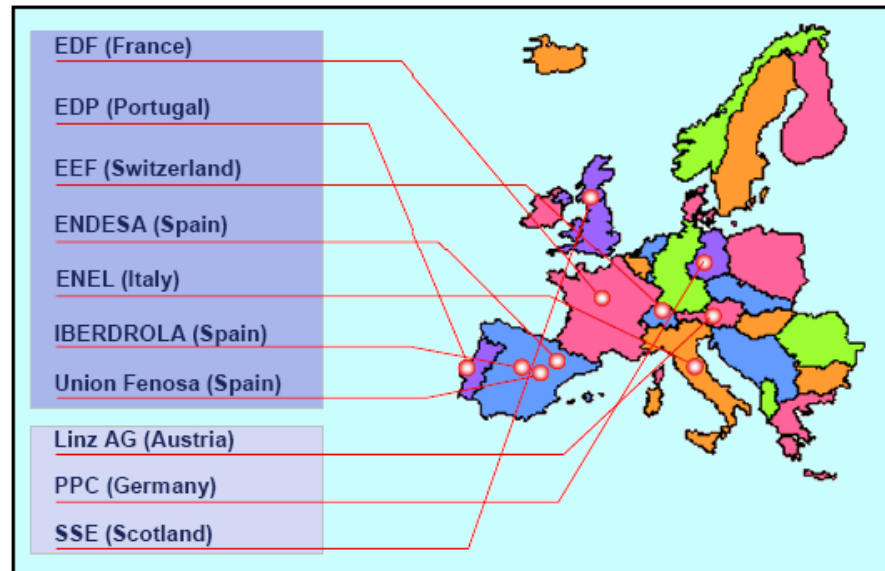 EDF (France)
EDP (Portugal)
EEF (Switzerland)
ENDESA (Spain)
ENEL (Italy)
IBERDROLA (Spain)
Union Fenosa (Spain)
Linz AG (Austria)
PPC (Germany)
SSE (Scotland)